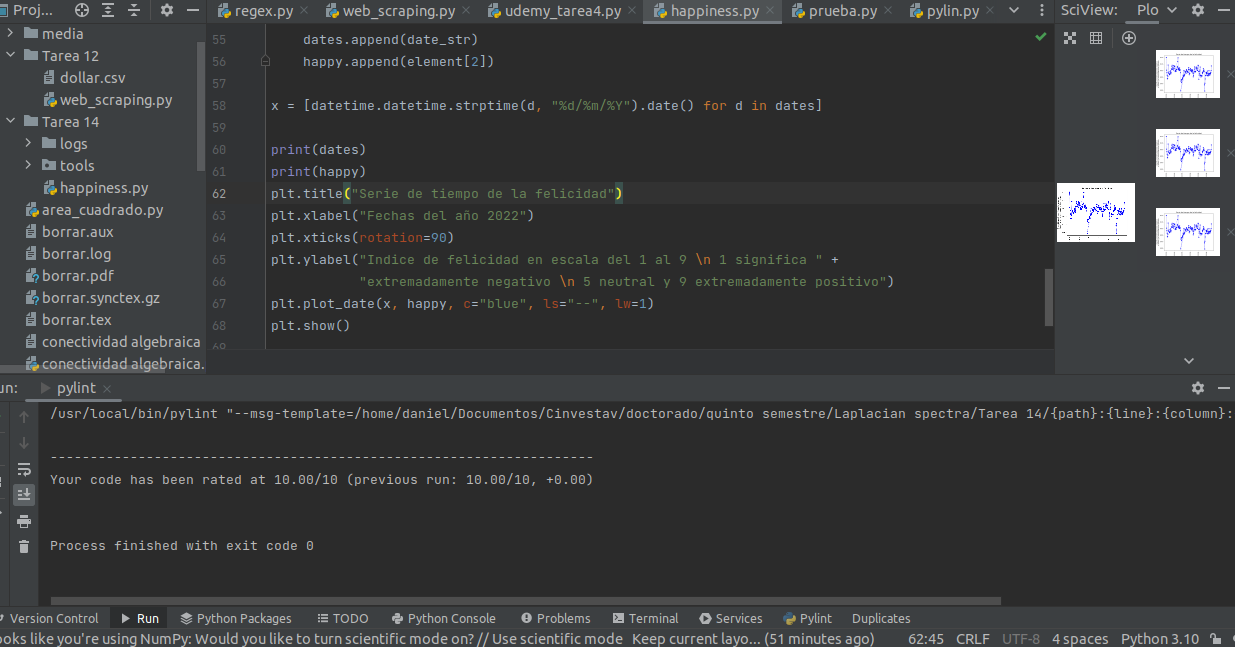 Proj...
regex.py
web_scraping.py
udemy_tarea4.py
happiness.py
prueba.py
pylin.py
SciView:
Plo
media
Tarea 12
dollar.csv
web_scraping.py
Tarea 14
logs
tools
happiness.py
area_cuadrado.py
borrar.aux
borrar.log
borrar.pdf
borrar.synctex.gz
borrar.tex
conectividad algebraica
conectividad algebraica.
55 dates.append(date_str)
56 happy.append(element[2])
57
58 x = [datetime.datetime.strptime(d, "%d/%m/%Y").date() for d in dates]
59
60 print(dates)
61 print(happy)
62 plt.title("Serie de tiempo de la felicidad")
63 plt.xlabel("Fechas del año 2022")
64 plt.xticks(rotation=90)
65 plt.ylabel("Indice de felicidad en escala del 1 al 9 \n 1 significa " +
66 "extremadamente negativo \n 5 neutral y 9 extremadamente positivo")
67 plt.plot_date(x, happy, c="blue", ls="--", lw=1)
68 plt.show()
69
un:
pylint
/usr/local/bin/pylint "--msg-template=/home/daniel/Documentos/Cinvestav/doctorado/quinto semestre/Laplacian spectra/Tarea 14/{path}:{line}:{column}:
--------------------------------------------------------------------
Your code has been rated at 10.00/10 (previous run: 10.00/10, +0.00)
Process finished with exit code 0
Version Control
Run
Python Packages
TODO
Python Console
Problems
Terminal
Services
Pylint
Duplicates
ooks like you're using NumPy: Would you like to turn scientific mode on? // Use scientific mode Keep current layo... (51 minutes ago)
62:45 CRLF UTF-8 4 spaces Python 3.10